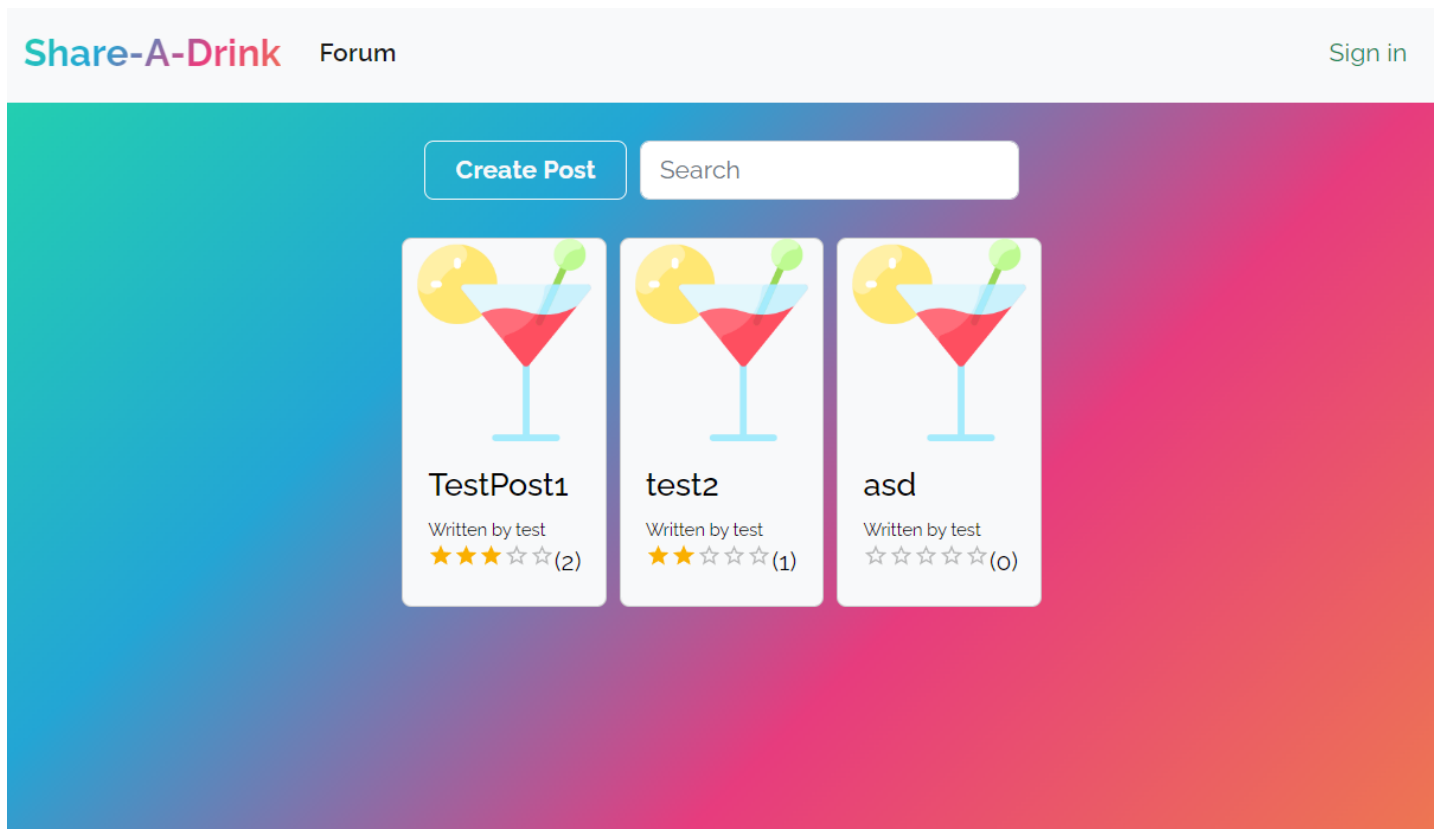 Share-A-Drink Forum Sign in
Create Post Search
TestPost1
Written by test
(2)
test2
Written by test
(1)
asd
Written by test
(0)